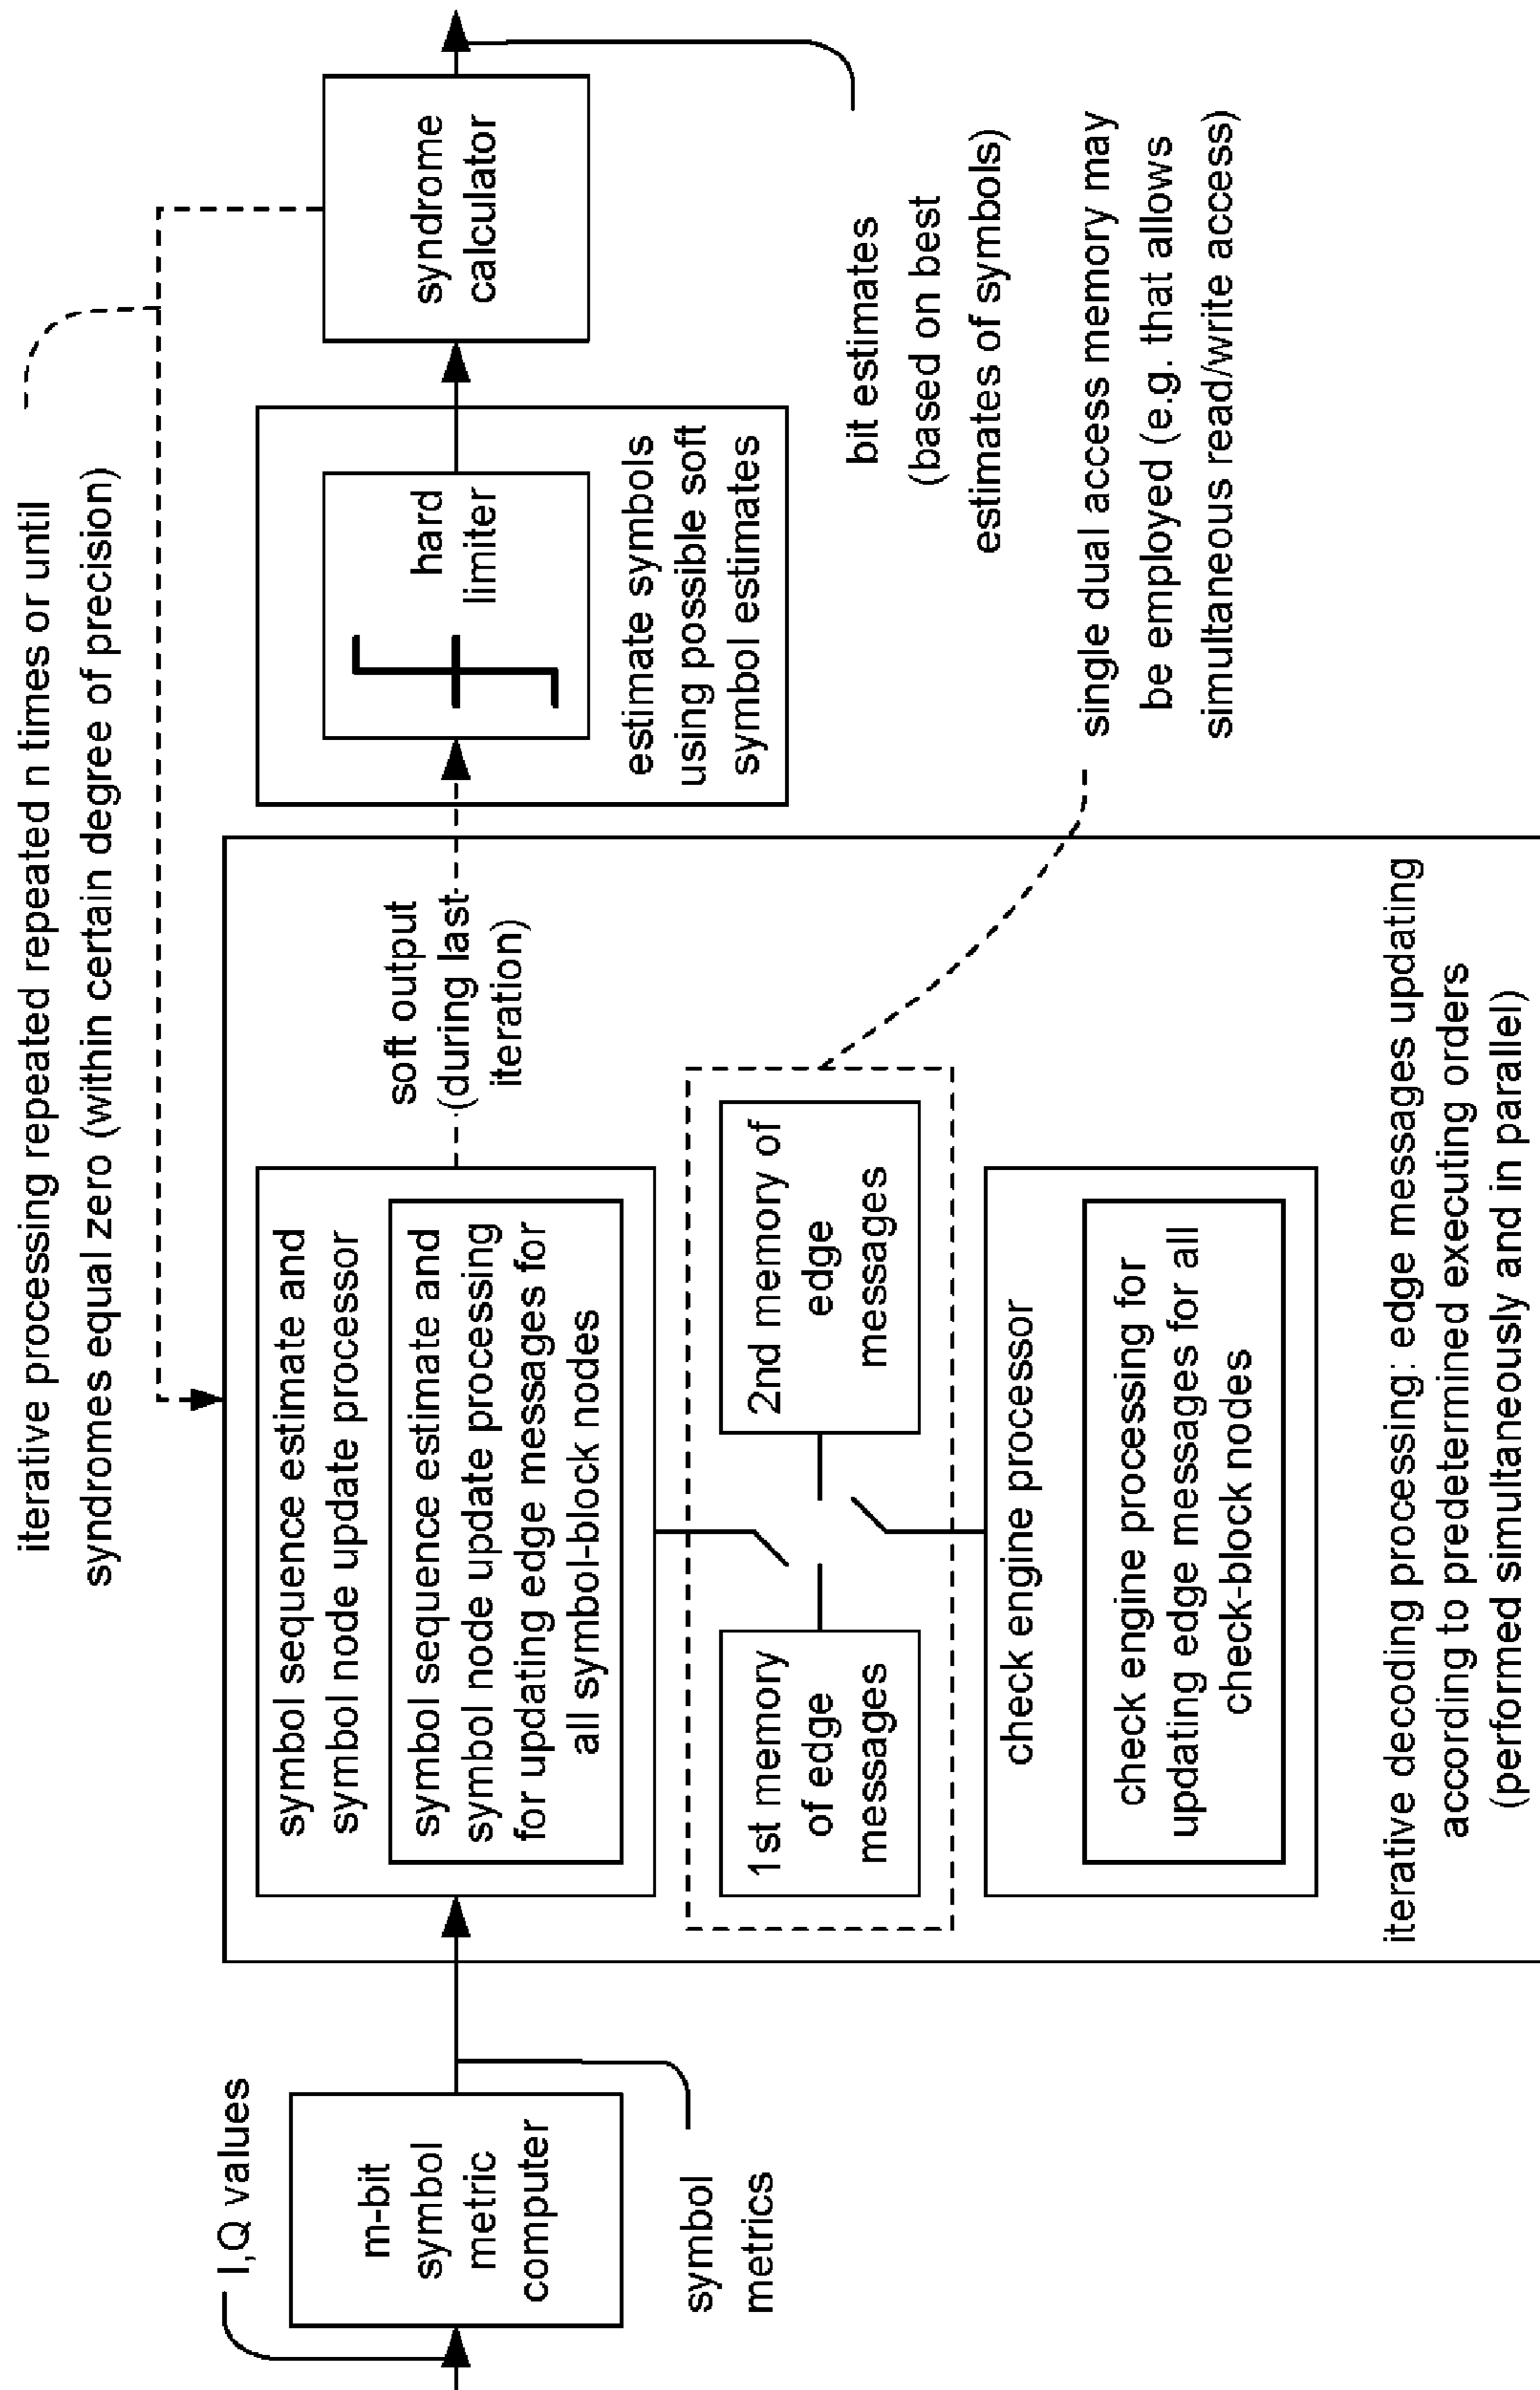 iterative processing repeated repeated n times or until
syndromes equal zero (within certain degree of precision)
I,Q values
m-bit
symbol
metric
computer
symbol
metrics
symbol sequence estimate and
symbol node update processor
symbol sequence estimate and
symbol node update processing
for updating edge messages for
all symbol-block nodes
soft output
(during last
iteration)
1st memory
of edge
messages
2nd memory of
edge
messages
check engine processor
check engine processing for
updating edge messages for all
check-block nodes
iterative decoding processing: edge messages updating
according to predetermined executing orders
(performed simultaneously and in parallel)
hard
limiter
estimate symbols
using possible soft
symbol estimates
syndrome
calculator
bit estimates
(based on best
estimates of symbols)
single dual access memory may
be employed (e.g. that allows
simultaneous read/write access)